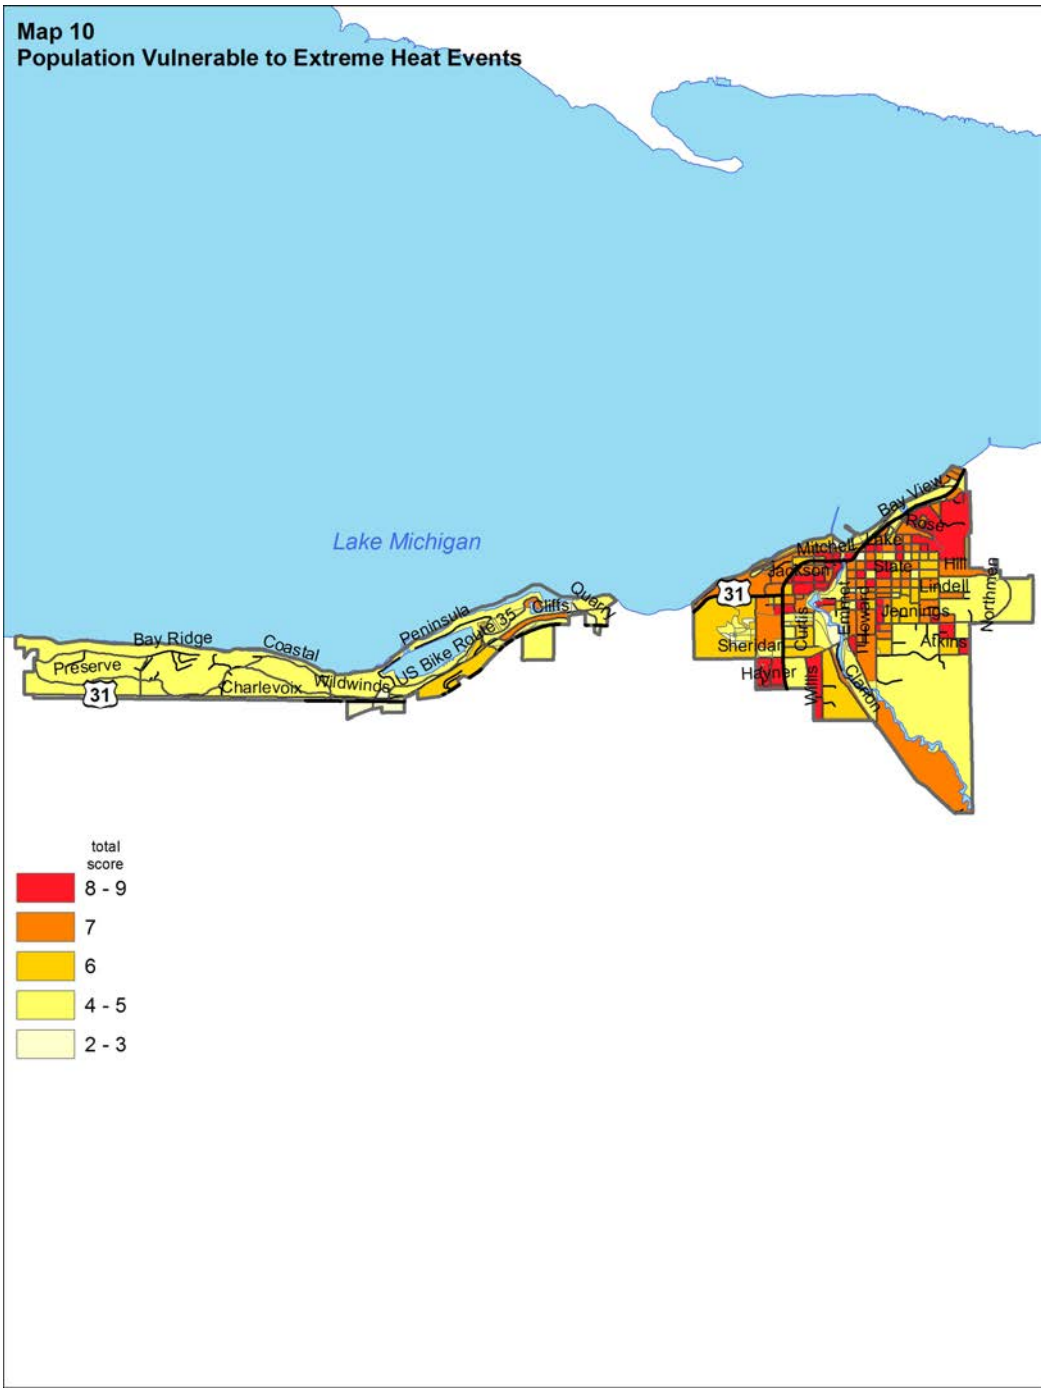 Map 10
Population Vulnerable to Extreme Heat Events
Lake Michigan
Bay View
Rose
Mitchell
Lake
Jackson
State
Hill
31
Lindell
Northmen
Emmet
Howard
Jennings
Curtis
Sheridan
Atkins
Hayner
Willis
Clarion
Quarry
Cliffs
Peninsula
US Bike Route 35
Bay Ridge
Coastal
Preserve
Charlevoix
Wildwinds
31
total
score
8 - 9
7
6
4 - 5
2 - 3